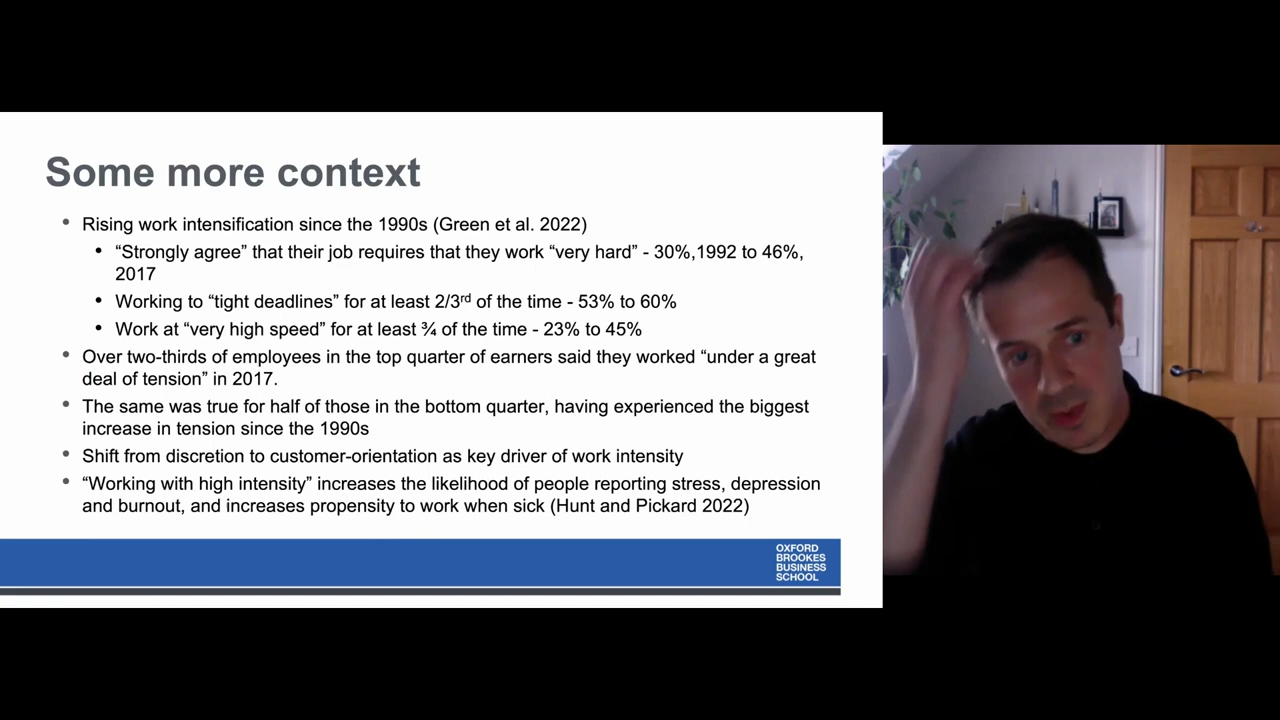 Some more context
• Rising work intensification since the 1990s (Green et al. 2022)
• “Strongly agree” that their job requires that they work “very hard” - 30%,1992 to 46%,
2017
• Working to “tight deadlines” for at least 2/3rd of the time - 53% to 60%
• Work at “very high speed” for at least ¾ of the time - 23% to 45%
• Over two-thirds of employees in the top quarter of earners said they worked “under a great
deal of tension” in 2017.
• The same was true for half of those in the bottom quarter, having experienced the biggest
increase in tension since the 1990s
• Shift from discretion to customer-orientation as key driver of work intensity
• “Working with high intensity” increases the likelihood of people reporting stress, depression
and burnout, and increases propensity to work when sick (Hunt and Pickard 2022)
OXFORD
BROOKES
BUSINESS
SCHOOL